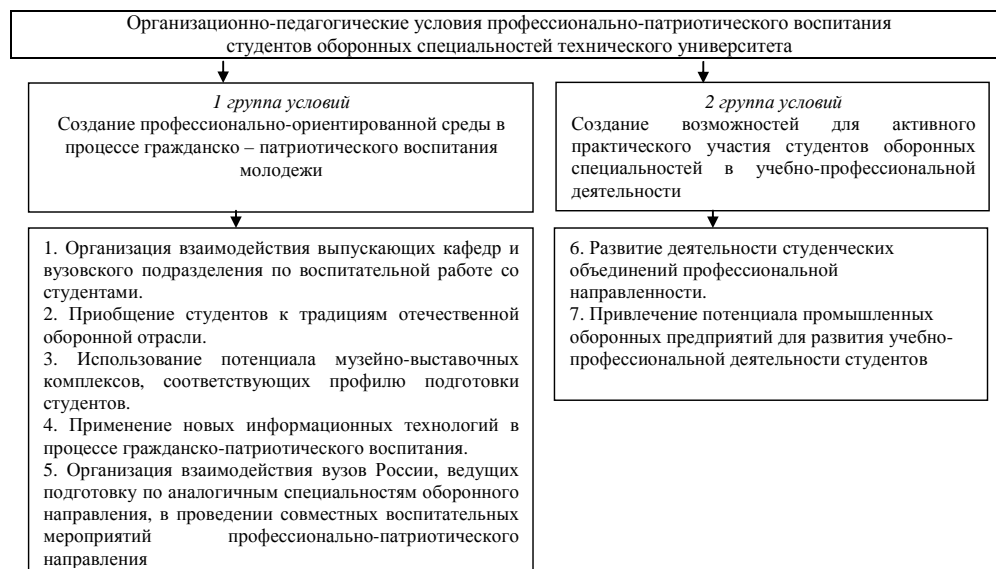 Организационно-педагогические условия профессионально-патриотического воспитания
студентов оборонных специальностей технического университета
1 группа условий
Создание профессионально-ориентированной среды в
процессе гражданско – патриотического воспитания
молодежи
2 группа условий
Создание возможностей для активного
практического участия студентов оборонных
специальностей в учебно-профессиональной
деятельности
1. Организация взаимодействия выпускающих кафедр и
вузовского подразделения по воспитательной работе со
студентами.
2. Приобщение студентов к традициям отечественной
оборонной отрасли.
3. Использование потенциала музейно-выставочных
комплексов, соответствующих профилю подготовки
студентов.
4. Применение новых информационных технологий в
процессе гражданско-патриотического воспитания.
5. Организация взаимодействия вузов России, ведущих
подготовку по аналогичным специальностям оборонного
направления, в проведении совместных воспитательных
мероприятий профессионально-патриотического
направления
6. Развитие деятельности студенческих
объединений профессиональной
направленности.
7. Привлечение потенциала промышленных
оборонных предприятий для развития учебно-
профессиональной деятельности студентов